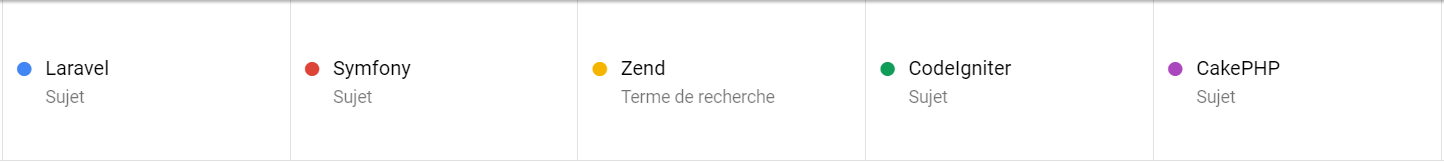 Laravel
Sujet
Symfony
Sujet
Zend
Terme de recherche
CodeIgniter
Sujet
CakePHP
Sujet